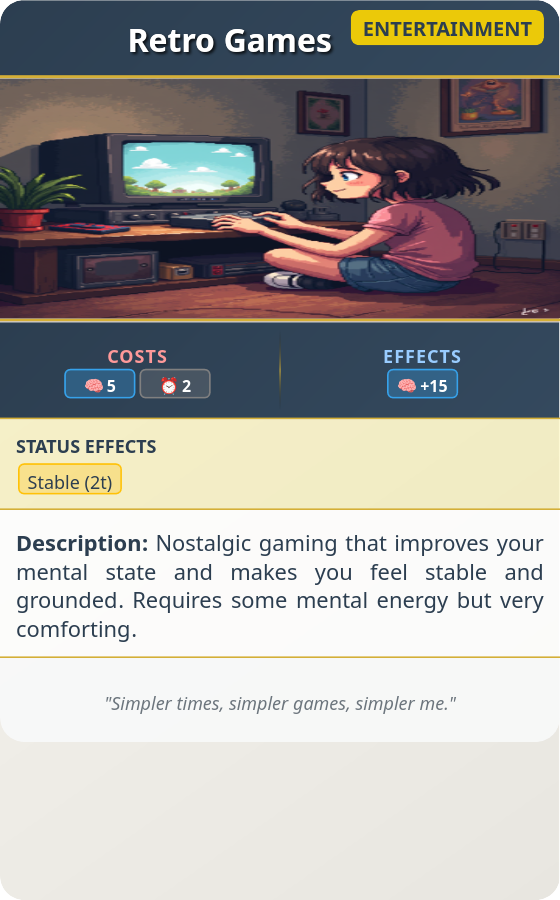 Retro Games
ENTERTAINMENT
COSTS
🧠 5
⏰ 2
EFFECTS
🧠 +15
STATUS EFFECTS
Stable (2t)
Description: Nostalgic gaming that improves your
mental state and makes you feel stable and
grounded. Requires some mental energy but very
comforting.
"Simpler times, simpler games, simpler me."